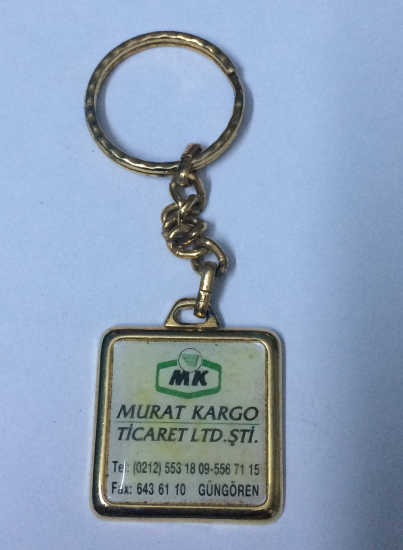 MK
MURAT KARGO
TİCARET LTD.ŞTİ.
Tel: (0212) 553 18 09-556 71 15
Fax: 643 61 10 GÜNGÖREN